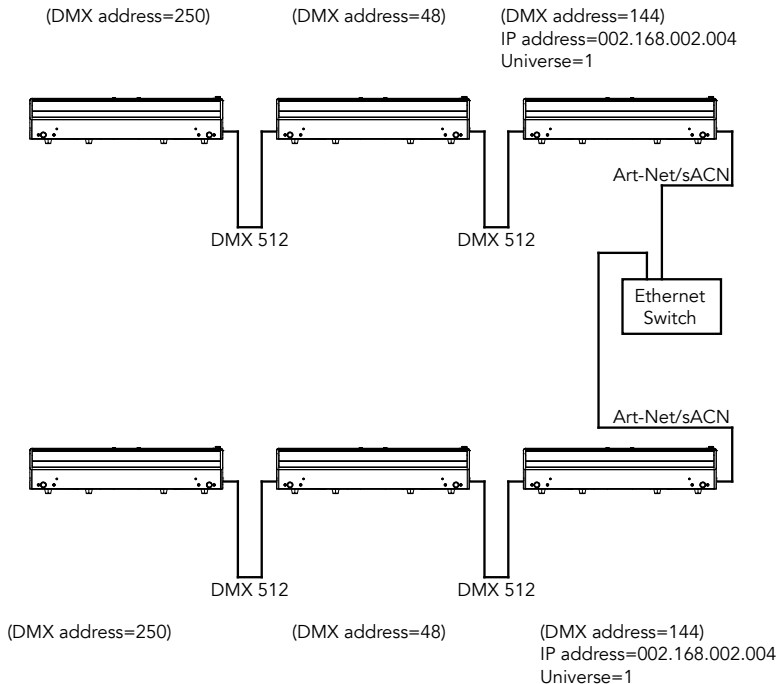 (DMX address=250)
(DMX address=48)
(DMX address=144)
IP address=002.168.002.004
Universe=1
Art-Net/sACN
DMX 512
DMX 512
Ethernet
Switch
Art-Net/sACN
DMX 512
DMX 512
(DMX address=250)
(DMX address=48)
(DMX address=144)
IP address=002.168.002.004
Universe=1